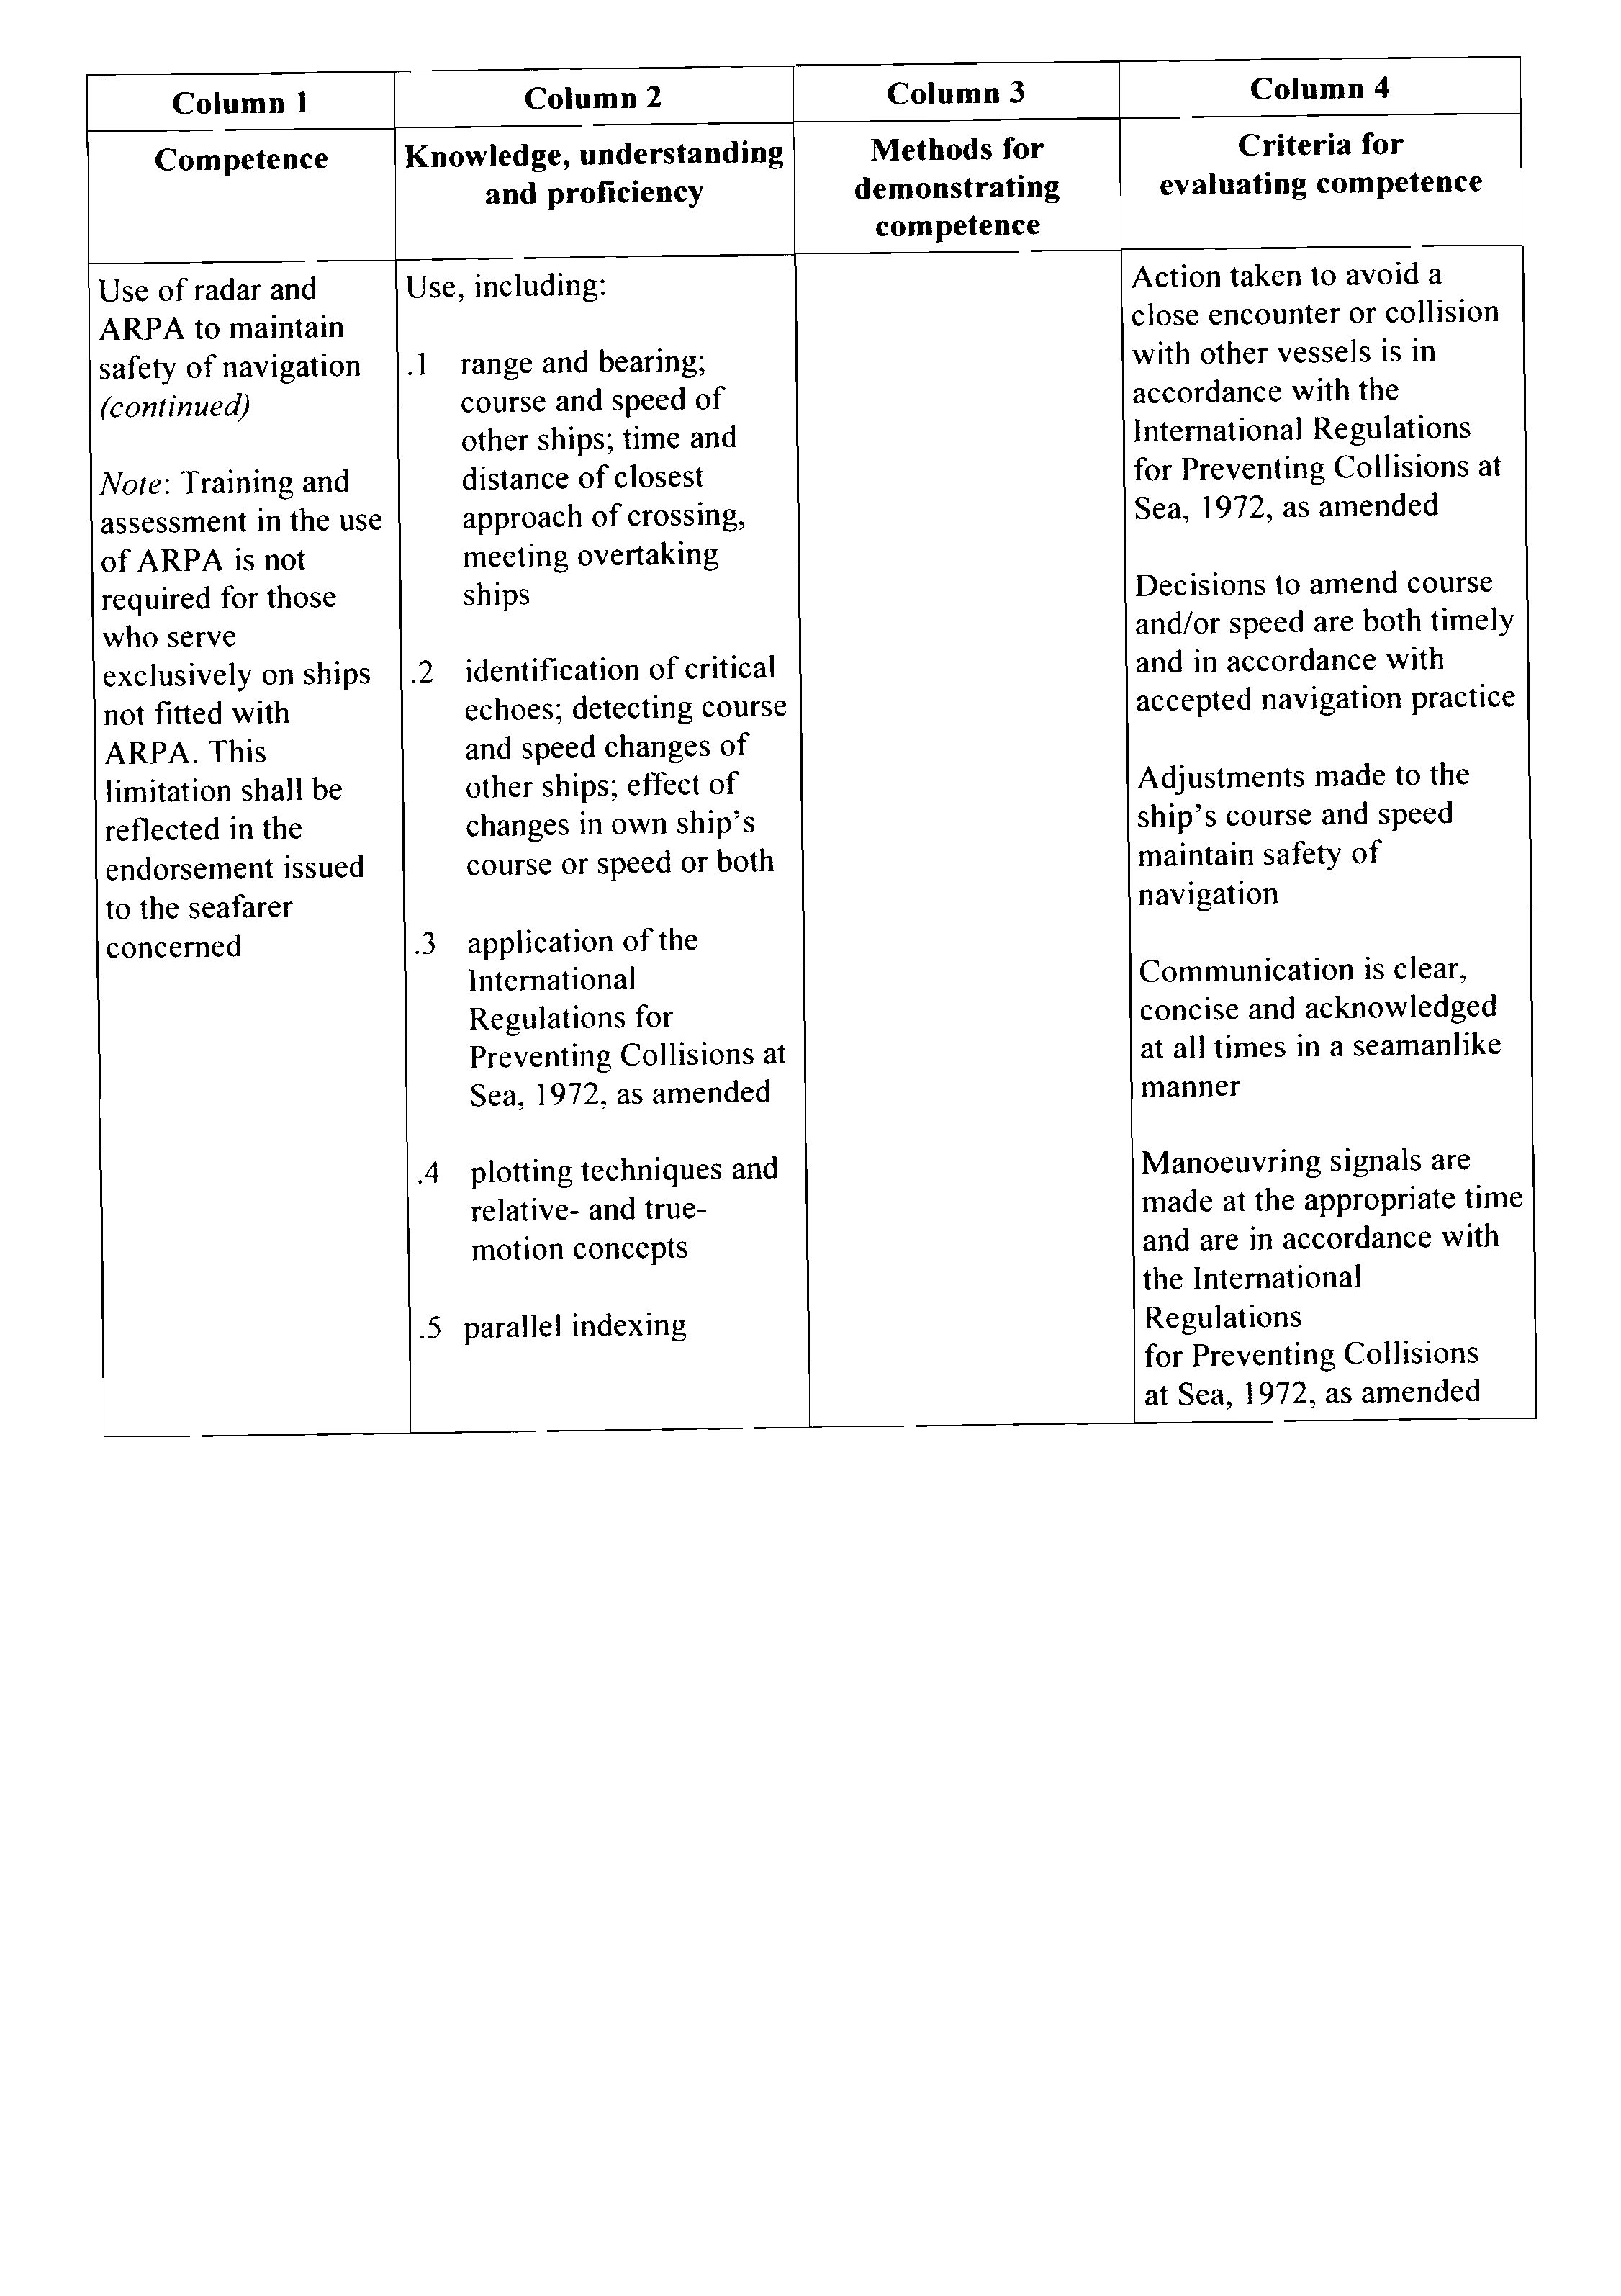 Column 1
Column 2
Column 3
Column 4
Competence
Knowledge, understanding
and proficiency
Methods for
demonstrating
competence
Criteria for
evaluating competence
Use of radar and
ARPA to maintain
safety of navigation
(continued)
Note: Training and
assessment in the use
of ARPA is not
required for those
who serve
exclusively on ships
not fitted with
ARPA. This
limitation shall be
reflected in the
endorsement issued
to the seafarer
concerned
Use, including:
.1 range and bearing;
course and speed of
other ships; time and
distance of closest
approach of crossing,
meeting overtaking
ships
.2 identification of critical
echoes; detecting course
and speed changes of
other ships; effect of
changes in own ship's
course or speed or both
.3 application of the
International
Regulations for
Preventing Collisions at
Sea, 1972, as amended
.4 plotting techniques and
relative- and true-
motion concepts
.5 parallel indexing
Action taken to avoid a
close encounter or collision
with other vessels is in
accordance with the
International Regulations
for Preventing Collisions at
Sea, 1972, as amended
Decisions to amend course
and/or speed are both timely
and in accordance with
accepted navigation practice
Adjustments made to the
ship's course and speed
maintain safety of
navigation
Communication is clear,
concise and acknowledged
at all times in a seamanlike
manner
Manoeuvring signals are
made at the appropriate time
and are in accordance with
the International
Regulations
for Preventing Collisions
at Sea, 1972, as amended